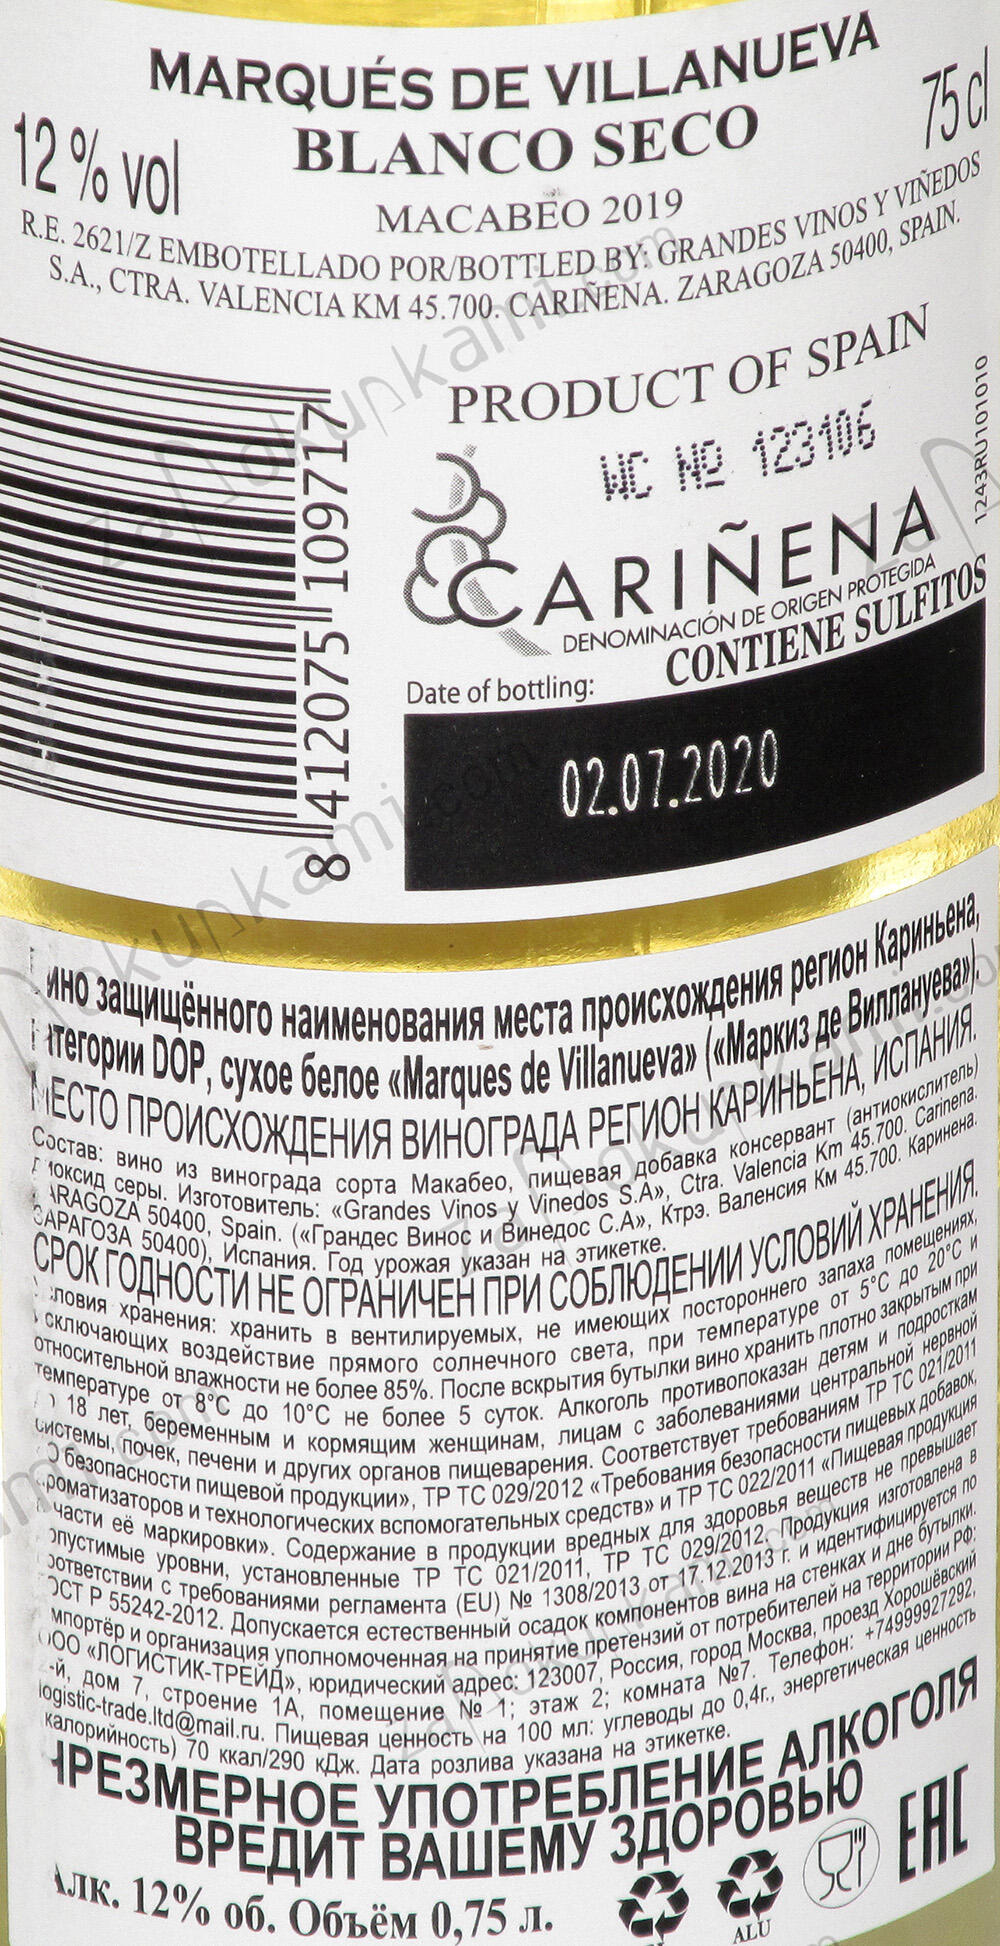 MARQUÉS DE VILLANUEVA
BLANCO SECO
12 % vol
75 cl
MACABEO 2019
R.E. 2621/Z EMBOTELLADO POR/BOTTLED BY: GRANDES VINOS Y VIÑEDOS
S.A., CTRA. VALENCIA KM 45.700. CARIÑENA. ZARAGOZA 50400, SPAIN.
PRODUCT OF SPAIN
WC Nº 123106
1243RU101010
CARIÑENA
DENOMINACIÓN DE ORIGEN PROTEGIDA
CONTIENE SULFITOS
Date of bottling:
02.07.2020
8 412075 109717
ино защищённого наименования места происхождения регион Кариньена,
атегории DOP, сухое белое «Marques de Villanueva» («Маркиз де Виллануева»).
МЕСТО ПРОИСХОЖДЕНИЯ ВИНОГРАДА РЕГИОН КАРИНЬЕНА, ИСПАНИЯ.
Состав: вино из винограда сорта Макабео, пищевая добавка консервант (антиокислитель)
диоксид серы. Изготовитель: «Grandes Vinos y Vinedos S.A», Ctra. Valencia Km 45.700. Carinena.
ARAGOZA 50400, Spain. («Грандес Винос и Винедос С.А», Ктрэ. Валенсия Км 45.700. Каринена.
САРАГОЗА 50400), Испания. Год урожая указан на этикетке.
СРОК ГОДНОСТИ НЕ ОГРАНИЧЕН ПРИ СОБЛЮДЕНИИ УСЛОВИЙ ХРАНЕНИЯ.
словия хранения: хранить в вентилируемых, не имеющих постороннего запаха помещениях,
исключающих воздействие прямого солнечного света, при температуре от 5°С до 20°С и
относительной влажности не более 85%. После вскрытия бутылки вино хранить плотно закрытым при
температуре от 8°С до 10°С не более 5 суток. Алкоголь противопоказан детям и подросткам
до 18 лет, беременным и кормящим женщинам, лицам с заболеваниями центральной нервной
системы, почек, печени и других органов пищеварения. Соответствует требованиям ТР ТС 021/2011
О безопасности пищевой продукции», ТР ТС 029/2012 «Требования безопасности пищевых добавок,
роматизаторов и технологических вспомогательных средств» и ТР ТС 022/2011 «Пищевая продукция
в части её маркировки». Содержание в продукции вредных для здоровья веществ не превышает
опустимые уровни, установленные ТР ТС 021/2011, ТР ТС 029/2012. Продукция изготовлена в
оответствии с требованиями регламента (EU) № 1308/2013 от 17.12.2013 г. и идентифицируется по
ОСТ Р 55242-2012. Допускается естественный осадок компонентов вина на стенках и дне бутылки.
мпортёр и организация уполномоченная на принятие претензий от потребителей на территории РФ:
ООО «ЛОГИСТИК-ТРЕЙД», юридический адрес: 123007, Россия, город Москва, проезд Хорошёвский
-й, дом 7, строение 1А, помещение № 1; этаж 2; комната №7. Телефон: +74999927292,
logistic-trade.ltd@mail.ru. Пищевая ценность на 100 мл: углеводы до 0,4г., энергетическая ценность
калорийность) 70 ккал/290 кДж. Дата розлива указана на этикетке.
ЧРЕЗМЕРНОЕ УПОТРЕБЛЕНИЕ АЛКОГОЛЯ
ВРЕДИТ ВАШЕМУ ЗДОРОВЬЮ
Алк. 12% об. Объём 0,75 л.
ALU
EAC